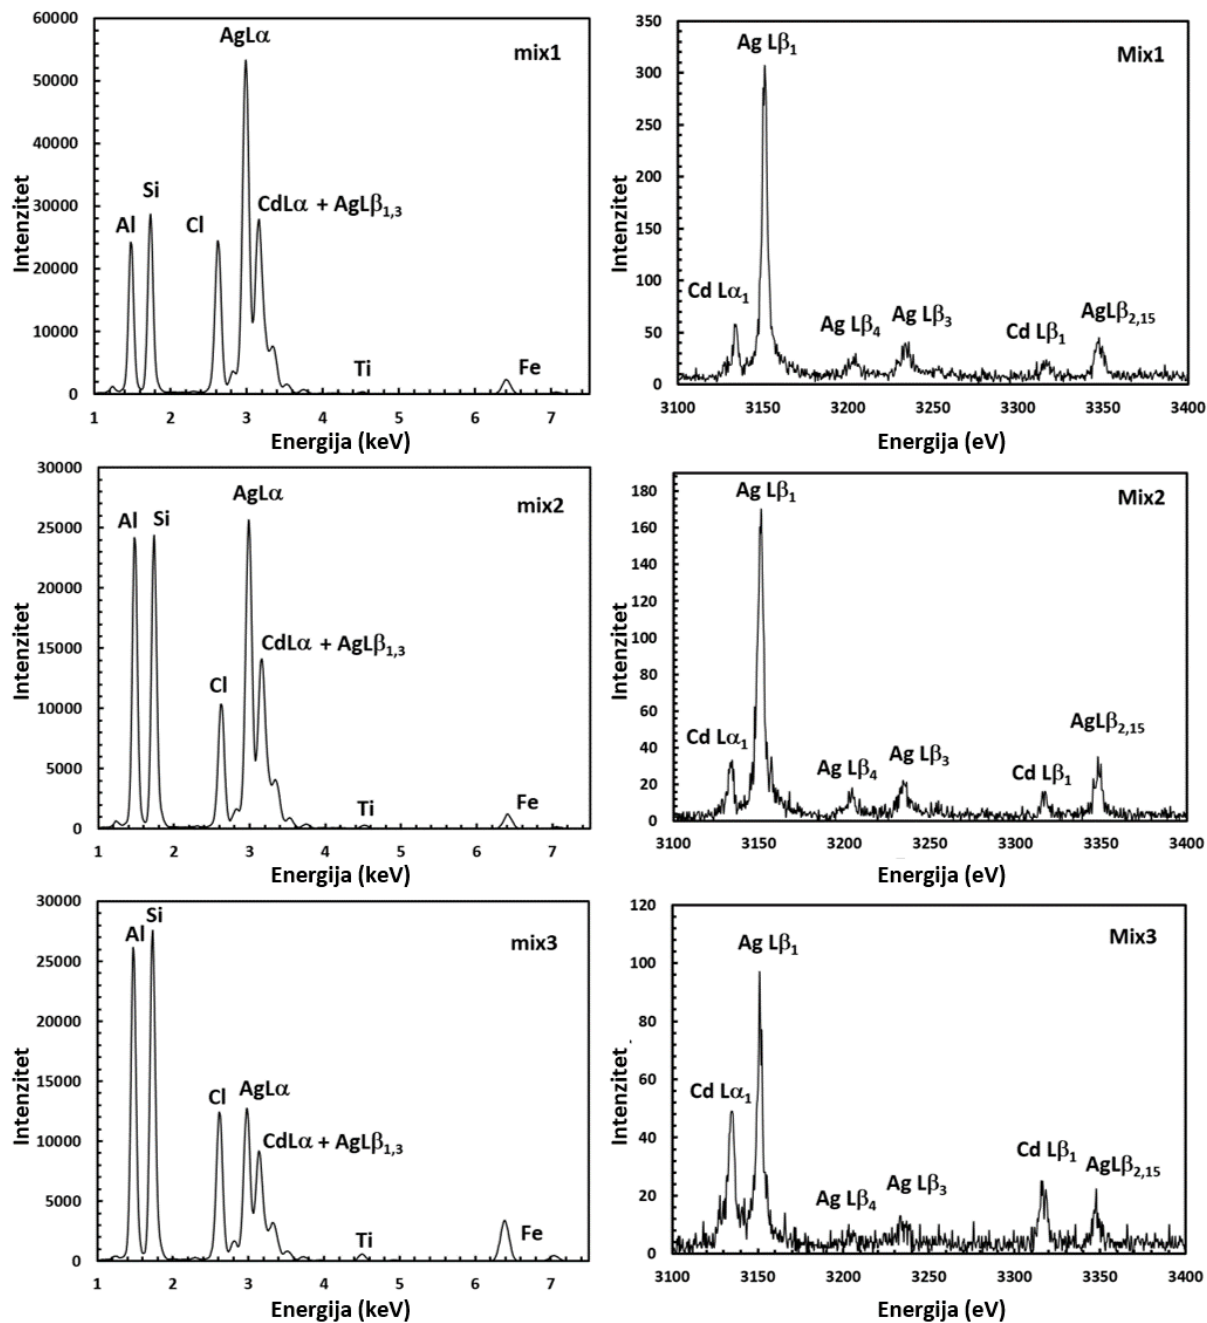 mix1
AgLα
Si
Al
Cl
CdLα + AgLβ1,3
Ti
Fe
Intenzitet
60000
50000
40000
30000
20000
10000
0
1 2 3 4 5 6 7
Energija (keV)
Mix1
Ag Lβ1
Cd Lα1
Ag Lβ4
Ag Lβ3
Cd Lβ1
AgLβ2,15
Intenzitet
350
300
250
200
150
100
50
0
3100 3150 3200 3250 3300 3350 3400
Energija (eV)
mix2
AgLα
Al
Si
CdLα + AgLβ1,3
Cl
Ti
Fe
Intenzitet
30000
25000
20000
15000
10000
5000
0
1 2 3 4 5 6 7
Energija (keV)
Mix2
Ag Lβ1
Cd Lα1
Ag Lβ4
Ag Lβ3
Cd Lβ1
AgLβ2,15
Intenzitet
180
160
140
120
100
80
60
40
20
0
3100 3150 3200 3250 3300 3350 3400
Energija (eV)
mix3
Si
Al
Cl
AgLα
CdLα + AgLβ1,3
Ti
Fe
Intenzitet
30000
25000
20000
15000
10000
5000
0
1 2 3 4 5 6 7
Energija (keV)
Mix3
Ag Lβ1
Cd Lα1
Ag Lβ4
Ag Lβ3
Cd Lβ1
AgLβ2,15
Intenzitet
120
100
80
60
40
20
0
3100 3150 3200 3250 3300 3350 3400
Energija (eV)